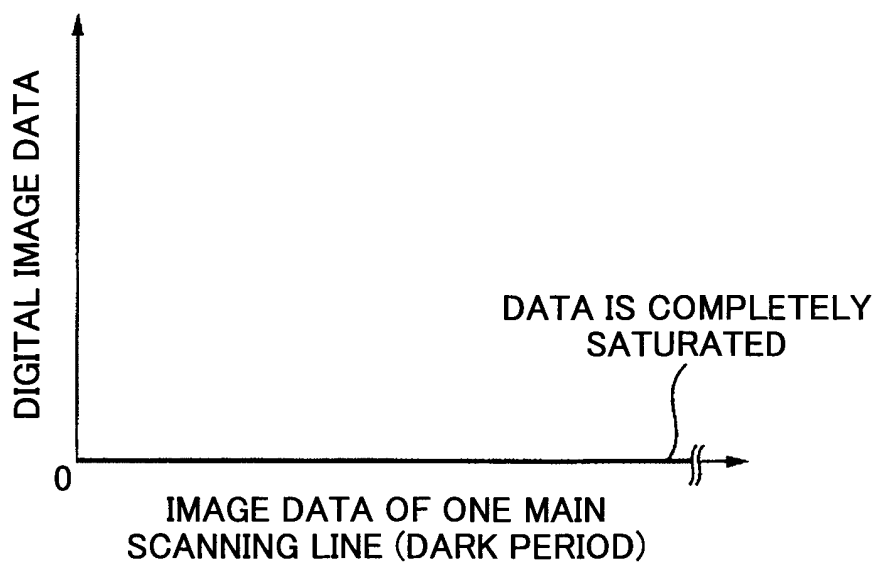 DIGITAL IMAGE DATA
DATA IS COMPLETELY
SATURATED
0
IMAGE DATA OF ONE MAIN
SCANNING LINE (DARK PERIOD)